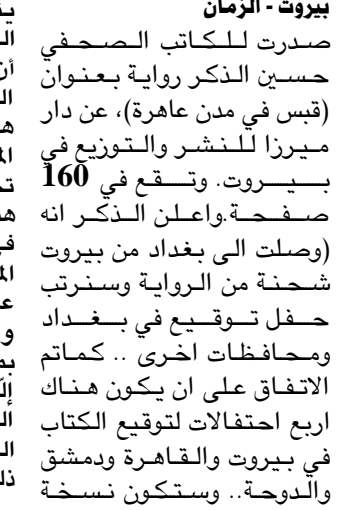 بيروت - الزمان
صدرت للكاتب الصحفي
حسين الذكر رواية بعنوان
(قبس في مدن عاهرة)، عن دار
ميرزا للنشر والتوزيع في
بيروت. وتقع في 160
صفحة.واعلن الذكر انه
(وصلت الى بغداد من بيروت
شحنة من الرواية وسنرتب
حفل توقيع في بغداد
ومحافظات اخرى .. كماتم
الاتفاق على ان يكون هناك
اربع احتفالات لتوقيع الكتاب
في بيروت والقاهرة ودمشق
والدوحة.. وستكون نسخة